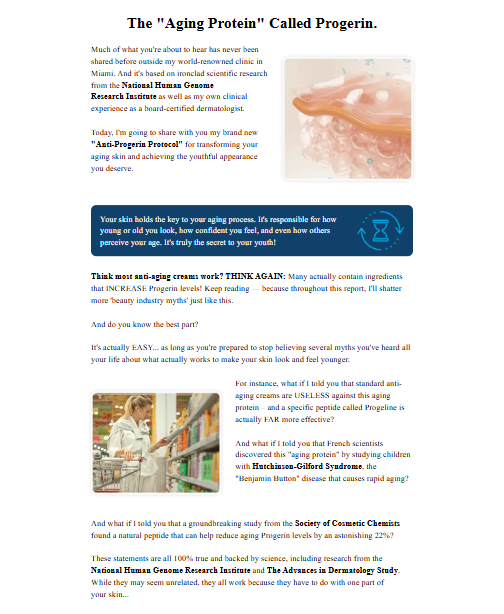 The "Aging Protein" Called Progerin.
Much of what you're about to hear has never been
shared before outside my world-renowned clinic in
Miami. And it's based on ironclad scientific research
from the National Human Genome
Research Institute as well as my own clinical
experience as a board-certified dermatologist.
Today, I'm going to share with you my brand new
"Anti-Progerin Protocol" for transforming your
aging skin and achieving the youthful appearance
you deserve.
Your skin holds the key to your aging process. It's responsible for how
young or old you look, how confident you feel, and even how others
perceive your age. It's truly the secret to your youth!
Think most anti-aging creams work? THINK AGAIN: Many actually contain ingredients
that INCREASE Progerin levels! Keep reading — because throughout this report, I'll shatter
more 'beauty industry myths' just like this.
And do you know the best part?
It's actually EASY... as long as you're prepared to stop believing several myths you've heard all
your life about what actually works to make your skin look and feel younger.
For instance, what if I told you that standard anti-
aging creams are USELESS against this aging
protein – and a specific peptide called Progeline is
actually FAR more effective?
And what if I told you that French scientists
discovered this "aging protein" by studying children
with Hutchinson-Gilford Syndrome, the
"Benjamin Button" disease that causes rapid aging?
And what if I told you that a groundbreaking study from the Society of Cosmetic Chemists
found a natural peptide that can help reduce aging Progerin levels by an astonishing 22%?
These statements are all 100% true and backed by science, including research from the
National Human Genome Research Institute and The Advances in Dermatology Study.
While they may seem unrelated, they all work because they have to do with one part of
your skin...